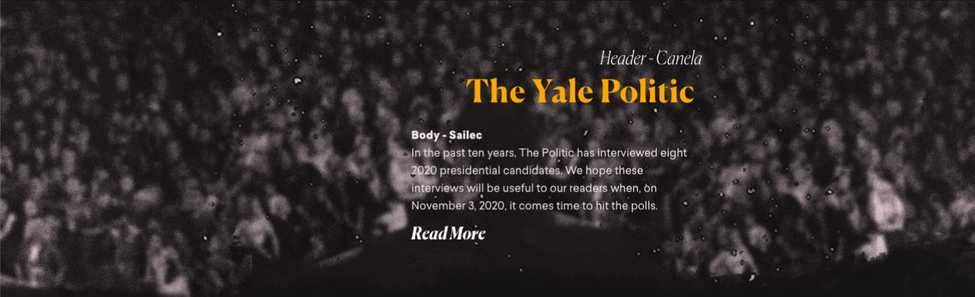 Header - Canela
The Yale Politic
Body - Sailec
In the past ten years, The Politic has interviewed eight
2020 presidential candidates. We hope these
interviews will be useful to our readers when, on
November 3, 2020, it comes time to hit the polls.
Read More